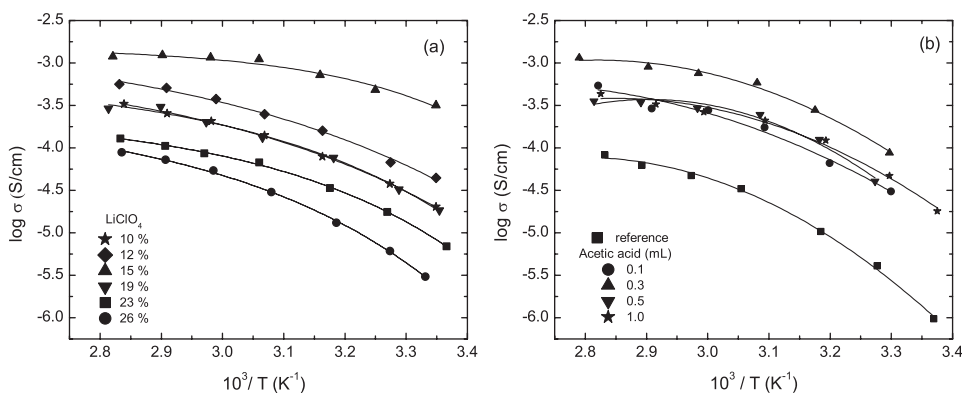 (a)
log σ (S/cm)
-2.5
-3.0
-3.5
-4.0
-4.5
-5.0
-5.5
-6.0
LiClO4
10 %
12 %
15 %
19 %
23 %
26 %
2.8 2.9 3.0 3.1 3.2 3.3 3.4
10³/ T (K⁻¹)
(b)
log σ (S/cm)
-2.5
-3.0
-3.5
-4.0
-4.5
-5.0
-5.5
-6.0
reference
Acetic acid (mL)
0.1
0.3
0.5
1.0
2.8 2.9 3.0 3.1 3.2 3.3 3.4
10³/ T (K⁻¹)